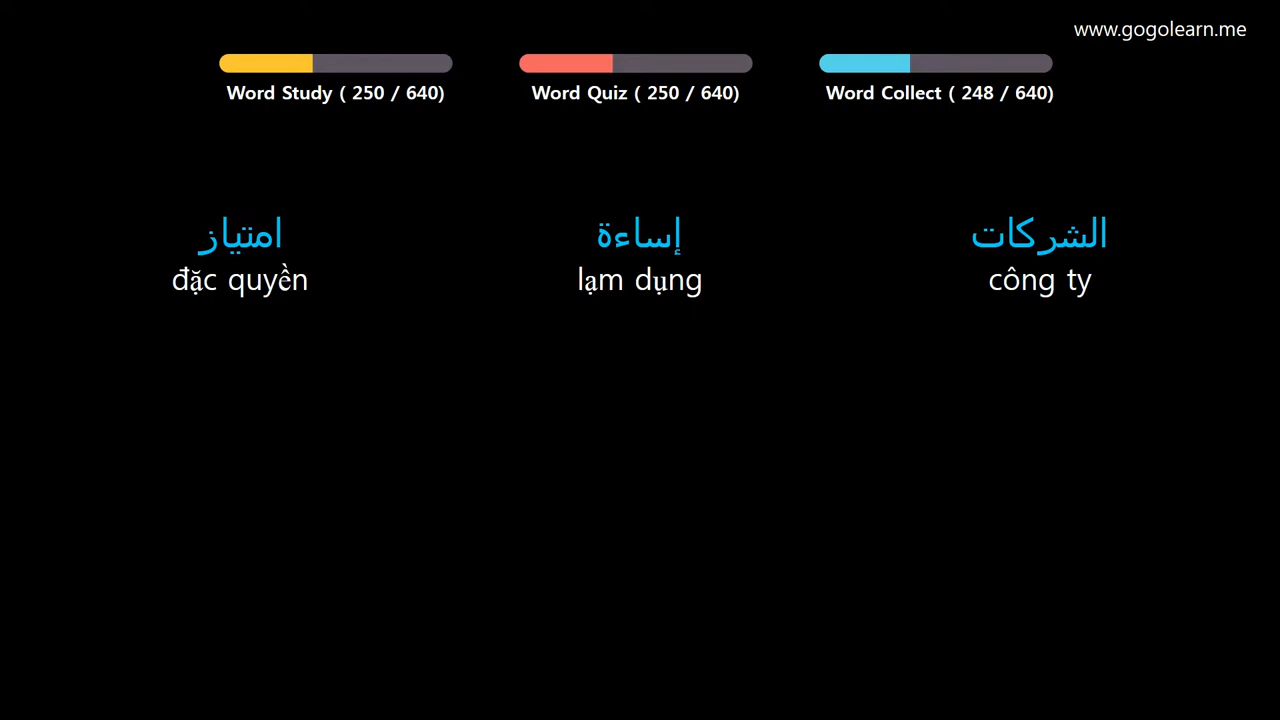 www.gogolearn.me
Word Study ( 250 / 640)
Word Quiz ( 250 / 640)
Word Collect ( 248 / 640)
امتياز
đặc quyền
إساءة
lạm dụng
الشركات
công ty